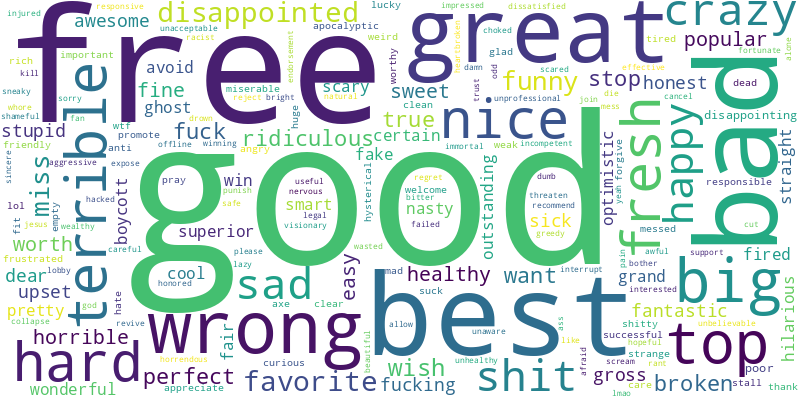 free
good
great
best
bad
wrong
hard
terrible
nice
fresh
big
top
shit
sad
crazy
happy
disappointed
favorite
perfect
funny
broken
awesome
avoid
fine
ghost
fuck
stupid
miss
worth
dear
upset
pretty
horrible
wonderful
boycott
win
superior
cool
ridiculous
scary
sweet
true
certain
fake
smart
easy
fair
healthy
want
wish
fucking
gross
fantastic
grand
fired
hilarious
straight
honest
popular
stop
sick
nasty
outstanding
optimistic
disappointing
responsible
injured
responsive
unacceptable
racist
apocalyptic
lucky
weird
impressed
dissatisfied
rich
important
kill
sneaky
whore
shameful
sorry
fan
friendly
wtf
promote
anti
sincere
lol
fit
jesus
empty
wealthy
frustrated
lobby
god
collapse
hacked
careful
hate
revive
expose
aggressive
offline
winning
drown
miserable
reject
bright
natural
endorsement
huge
angry
pray
punish
safe
please
lazy
honored
axe
clear
horrendous
curious
appreciate
useful
nervous
legal
visionary
hysterical
regret
welcome
bitter
failed
wasted
mad
suck
allow
beautiful
unhealthy
unaware
interrupt
like
ass
afraid
scream
successful
hopeful
strange
shitty
unbelievable
rant
care
lmao
stall
poor
thank
awful
support
interested
bother
pain
messed
cut
yeah
forgive
dumb
threaten
recommend
greedy
incompetent
immortal
weak
unprofessional
clean
worthy
choked
damn
heartbroken
glad
odd
trust
scared
tired
effective
join
die
mess
cancel
dead
fortunate
alone